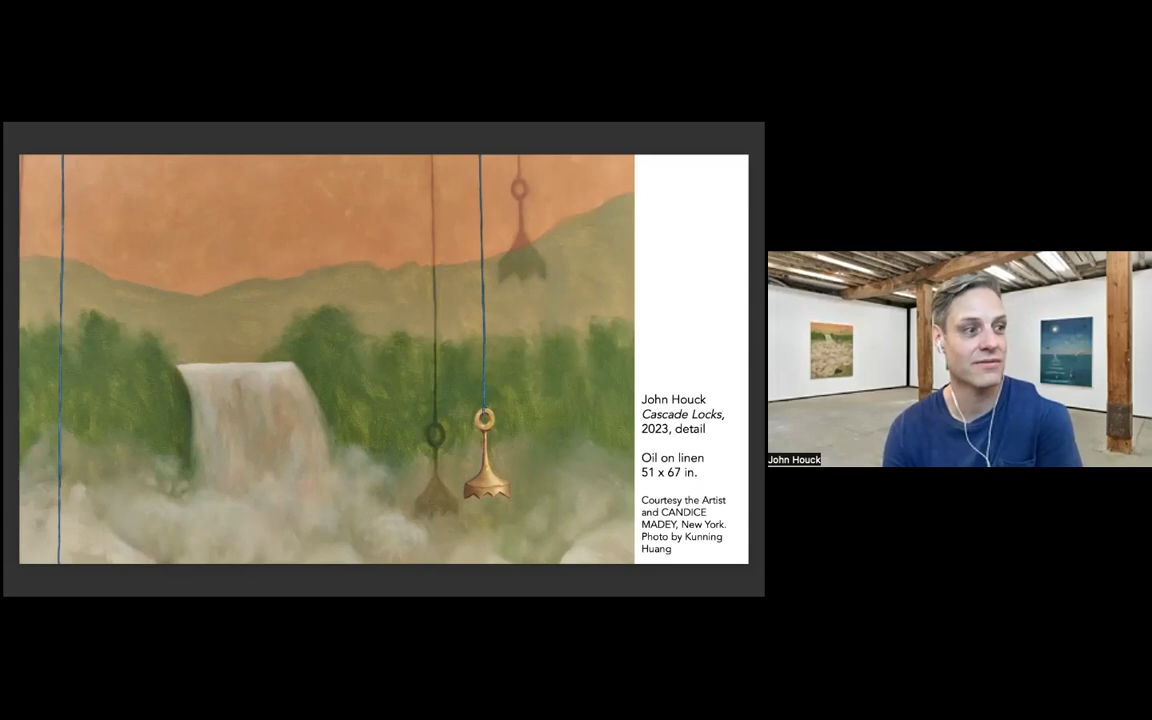 John Houck
Cascade Locks,
2023, detail
Oil on linen
51 x 67 in.
Courtesy the Artist
and CANDICE
MADEY, New York.
Photo by Kunning
Huang
John Houck